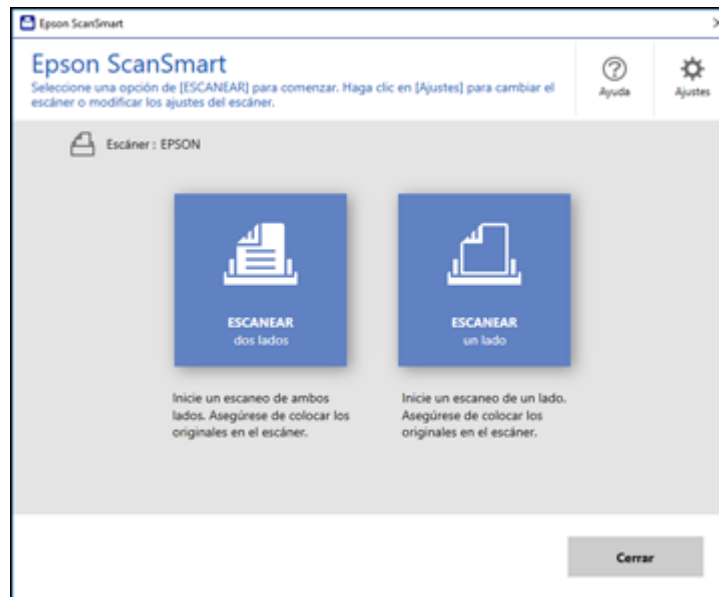 Epson ScanSmart
Epson ScanSmart
Seleccione una opción de [ESCANEAR] para comenzar. Haga clic en [Ajustes] para cambiar el
escáner o modificar los ajustes del escáner.
Ayuda
Ajustes
Escáner : EPSON
ESCANEAR
dos lados
Inicie un escaneo de ambos
lados. Asegúrese de colocar los
originales en el escáner.
ESCANEAR
un lado
Inicie un escaneo de un lado.
Asegúrese de colocar los
originales en el escáner.
Cerrar